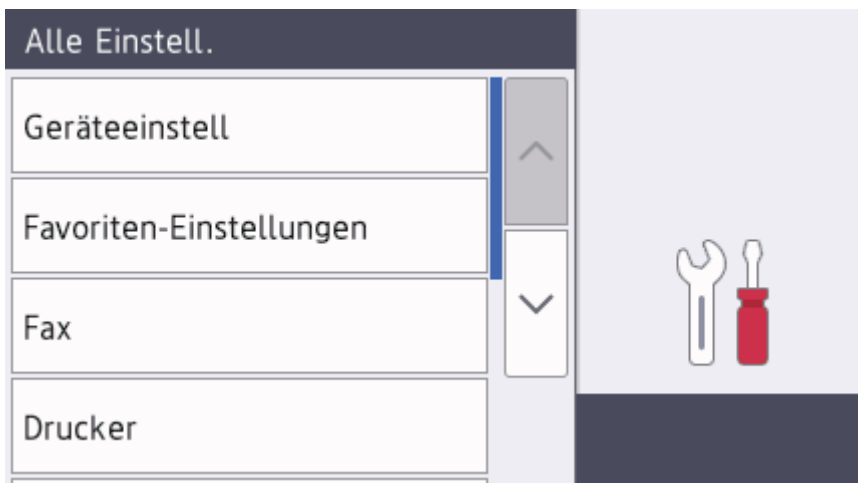 Alle Einstell.
Geräteeinstell
Favoriten-Einstellungen
Fax
Drucker